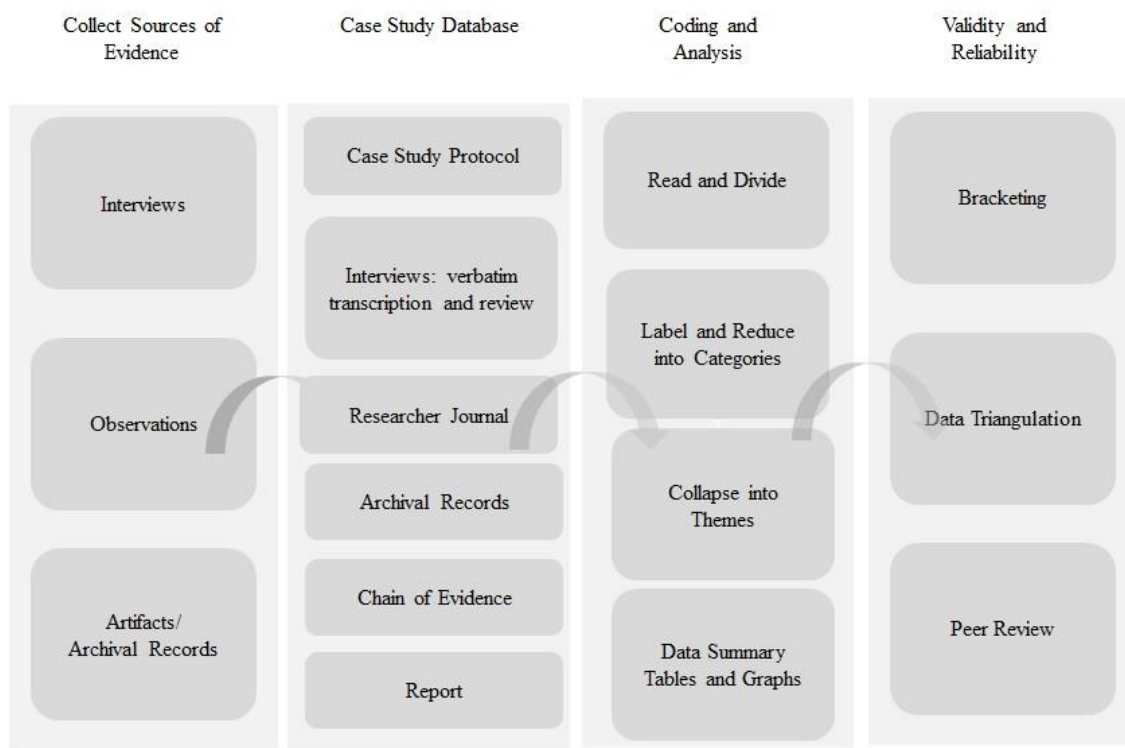 Collect Sources of
Evidence
Case Study Database
Coding and
Analysis
Validity and
Reliability
Interviews
Observations
Artifacts/
Archival Records
Case Study Protocol
Interviews: verbatim
transcription and review
Researcher Journal
Archival Records
Chain of Evidence
Report
Read and Divide
Label and Reduce
into Categories
Collapse into
Themes
Data Summary
Tables and Graphs
Bracketing
Data Triangulation
Peer Review